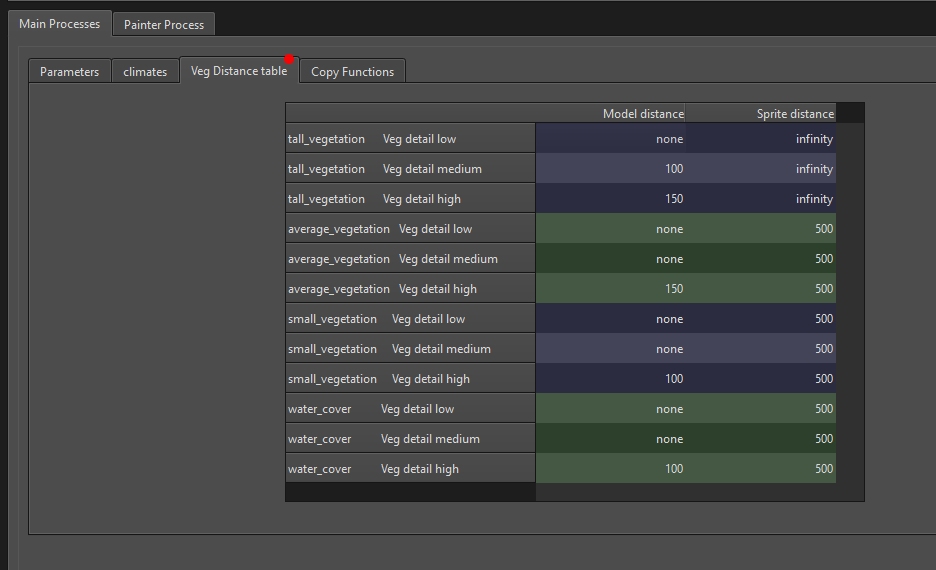 Main Processes Painter Process
Parameters climates Veg Distance table Copy Functions
Model distance Sprite distance
tall_vegetation Veg detail low none infinity
tall_vegetation Veg detail medium 100 infinity
tall_vegetation Veg detail high 150 infinity
average_vegetation Veg detail low none 500
average_vegetation Veg detail medium none 500
average_vegetation Veg detail high 150 500
small_vegetation Veg detail low none 500
small_vegetation Veg detail medium none 500
small_vegetation Veg detail high 100 500
water_cover Veg detail low none 500
water_cover Veg detail medium none 500
water_cover Veg detail high 100 500